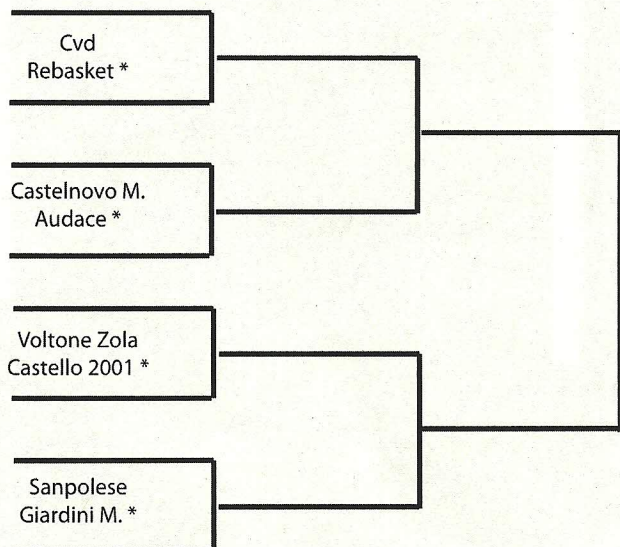 Cvd
Rebasket *
Castelnovo M.
Audace *
Voltone Zola
Castello 2001 *
Sanpolese
Giardini M. *